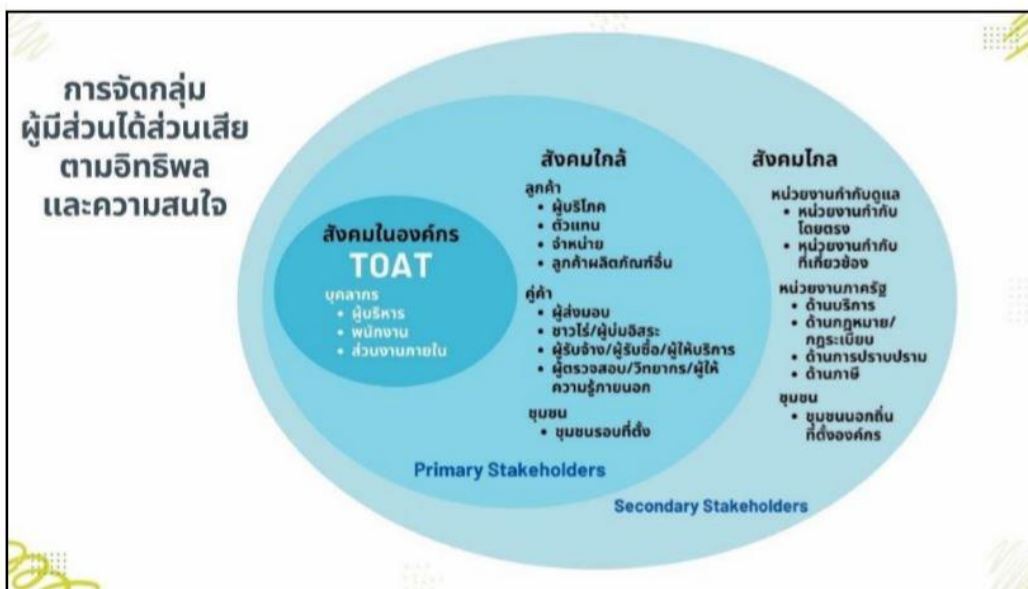 การจัดกลุ่ม
ผู้มีส่วนได้ส่วนเสีย
ตามอิทธิพล
และความสนใจ
สังคมในองค์กร
TOAT
บุคลากร
• ผู้บริหาร
• พนักงาน
• ส่วนงานภายใน
สังคมใกล้
ลูกค้า
• ผู้บริโภค
• ตัวแทน
• จำหน่าย
• ลูกค้าผลิตภัณฑ์อื่น
คู่ค้า
• ผู้ส่งมอบ
• ชาวไร่/ผู้บ่มอิสระ
• ผู้รับจ้าง/ผู้รับซื้อ/ผู้ให้บริการ
• ผู้ตรวจสอบ/วิทยากร/ผู้ให้
ความรู้ภายนอก
ชุมชน
• ชุมชนรอบที่ตั้ง
Primary Stakeholders
สังคมไกล
หน่วยงานกำกับดูแล
• หน่วยงานกำกับ
โดยตรง
• หน่วยงานกำกับ
ที่เกี่ยวข้อง
หน่วยงานภาครัฐ
• ด้านบริการ
• ด้านกฎหมาย/
กฎระเบียบ
• ด้านการปราบปราม
• ด้านภาษี
ชุมชน
• ชุมชนนอกถิ่น
ที่ตั้งองค์กร
Secondary Stakeholders